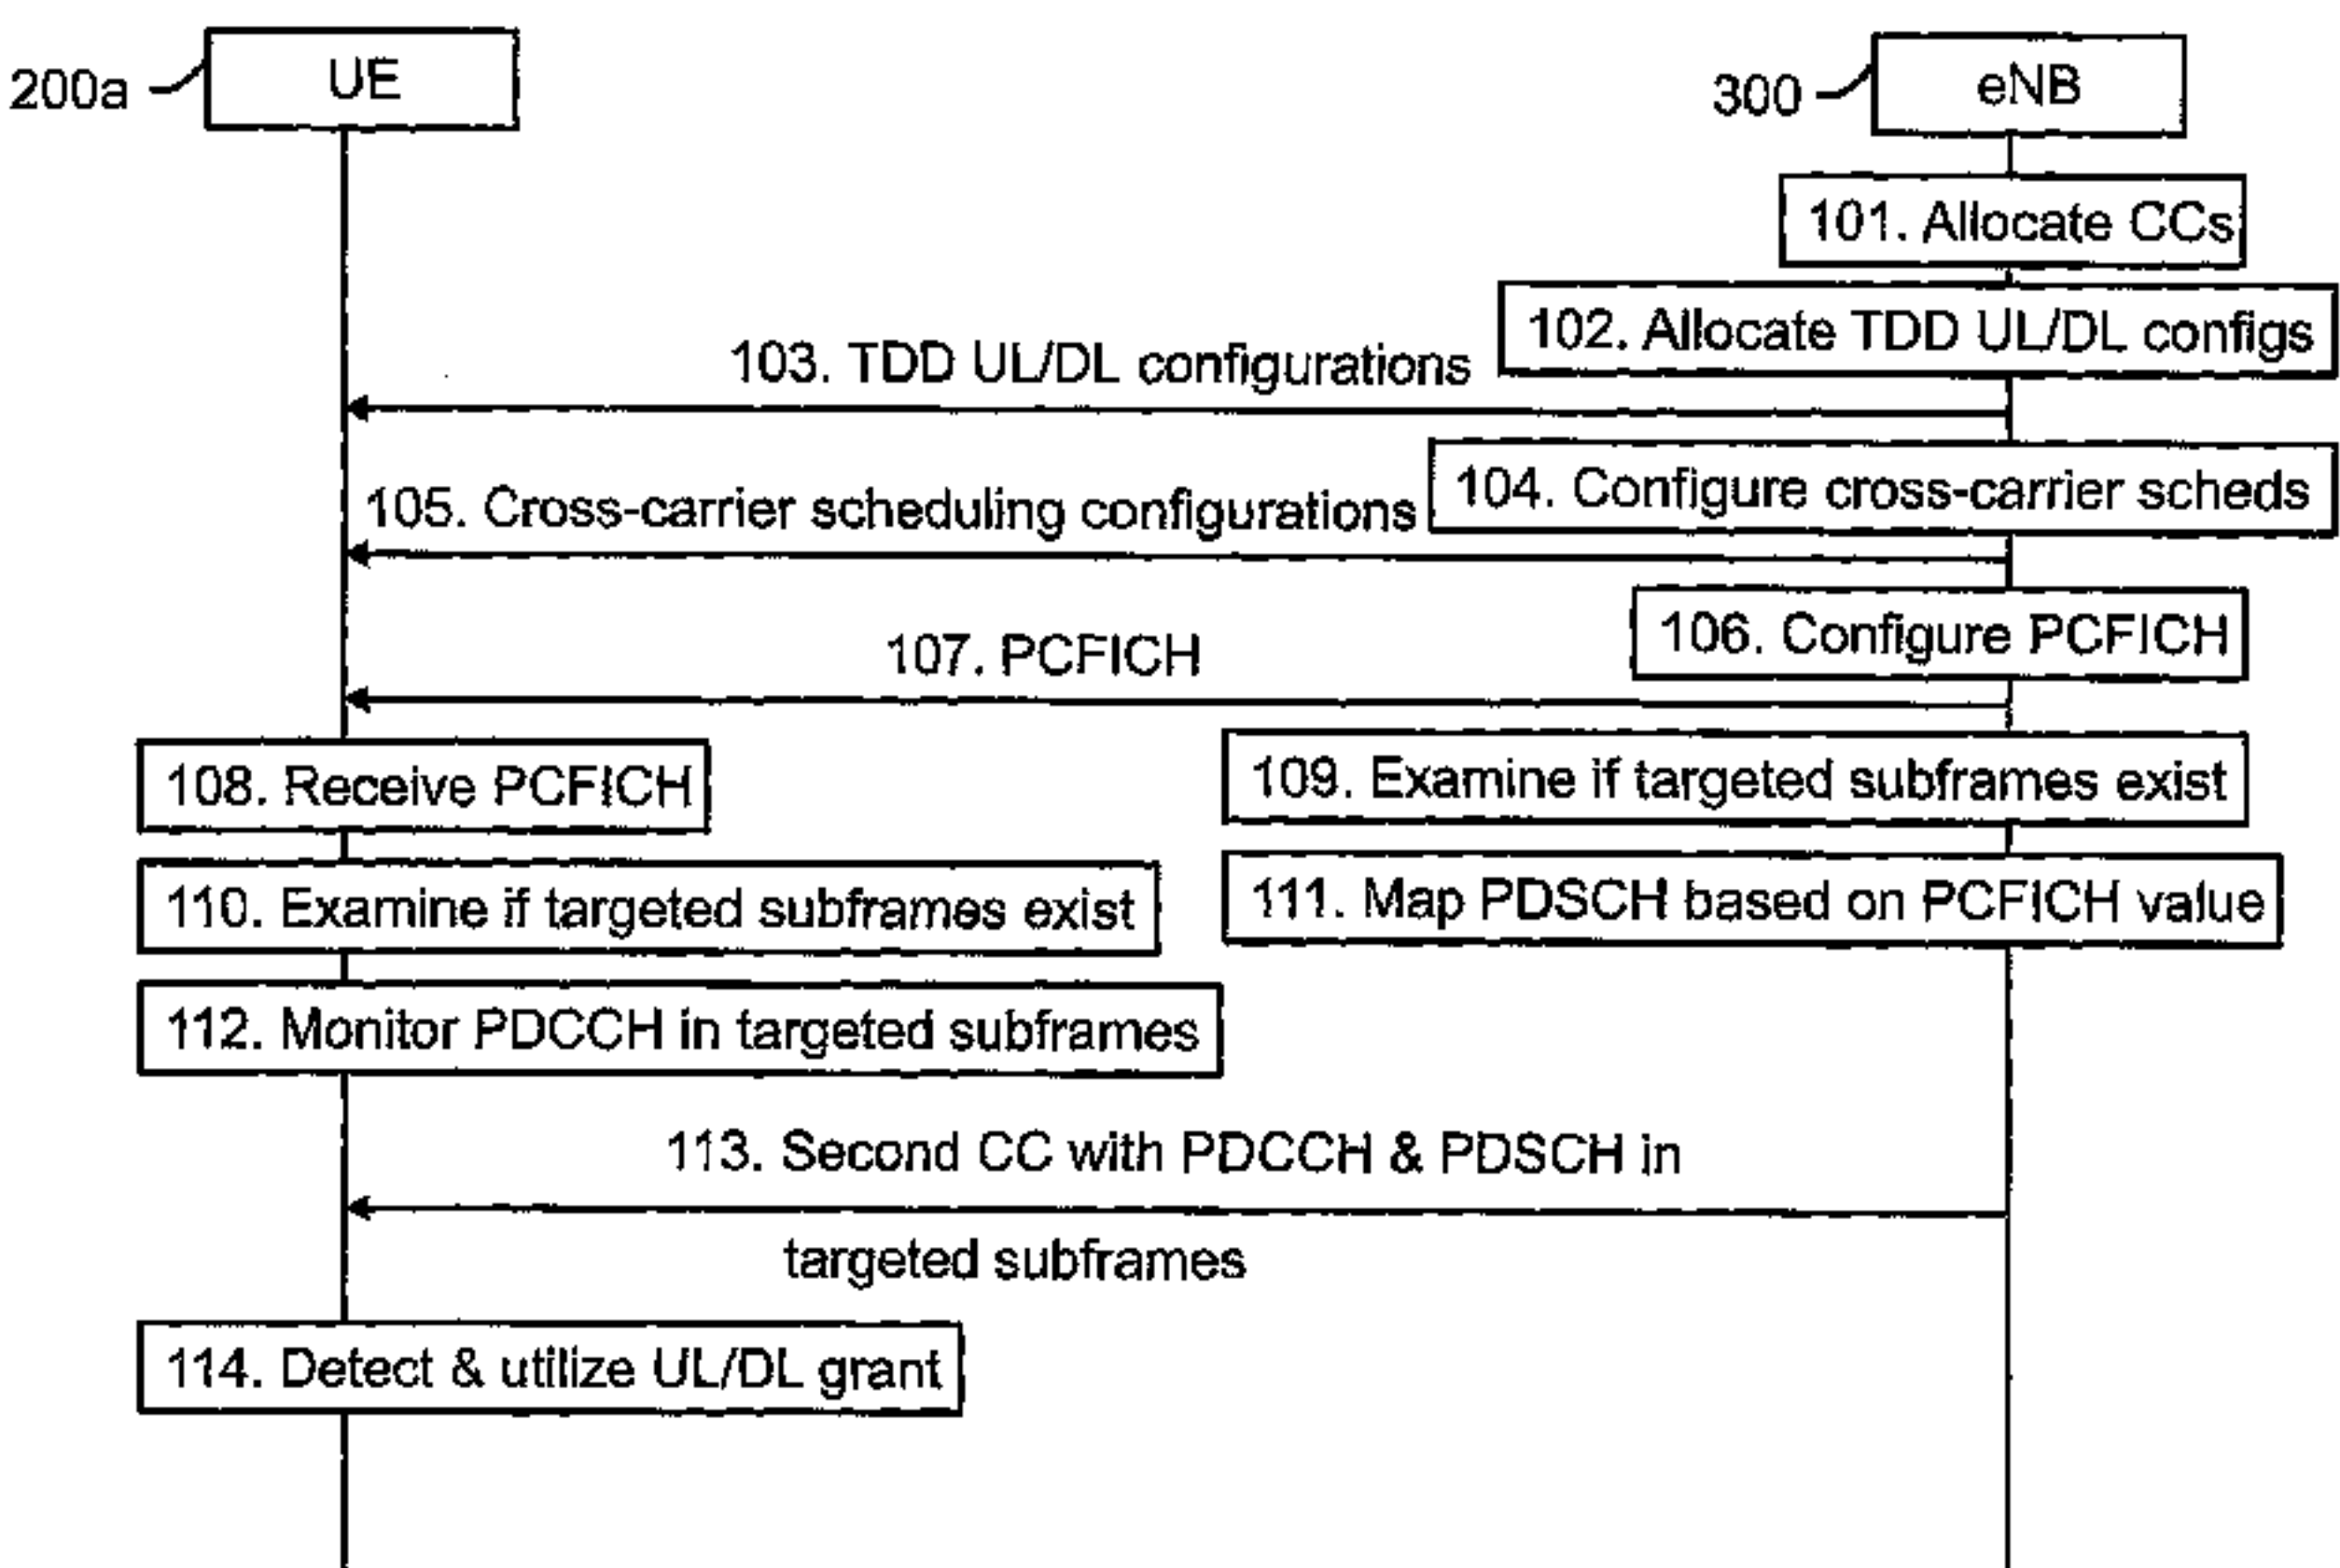 200a
UE
300
eNB
101. Allocate CCs
102. Allocate TDD UL/DL configs
103. TDD UL/DL configurations
104. Configure cross-carrier scheds
105. Cross-carrier scheduling configurations
106. Configure PCFICH
107. PCFICH
108. Receive PCFICH
109. Examine if targeted subframes exist
110. Examine if targeted subframes exist
111. Map PDSCH based on PCFICH value
112. Monitor PDCCH in targeted subframes
113. Second CC with PDCCH & PDSCH in
targeted subframes
114. Detect & utilize UL/DL grant